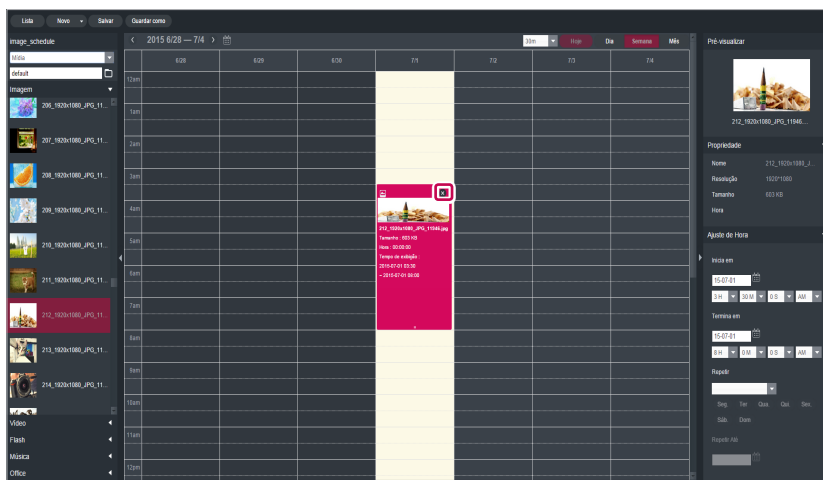 Lista Novo Salvar Guardar como
image_schedule
Mídia
default
Imagem
206_1920x1080_JPG_11...
207_1920x1080_JPG_11...
208_1920x1080_JPG_11...
209_1920x1080_JPG_11...
210_1920x1080_JPG_11...
211_1920x1080_JPG_11...
212_1920x1080_JPG_11...
213_1920x1080_JPG_11...
214_1920x1080_JPG_11...
Vídeo
Flash
Música
Office
2015 6/28 — 7/4
30m Hoje Dia Semana Mês
6/28 6/29 6/30 7/1 7/2 7/3 7/4
12am
1am
2am
3am
4am
5am
6am
7am
8am
9am
10am
11am
12pm
212_1920x1080_JPG_11946.jpg
Tamanho : 603 KB
Hora : 00:00:00
Tempo de exibição :
2015-07-01 03:30
~ 2015-07-01 08:00
Pré-visualizar
212_1920x1080_JPG_11946....
Propriedade
Nome 212_1920x1080_J..
Resolução 1920*1080
Tamanho 603 KB
Hora
Ajuste de Hora
Inicia em
15-07-01
3 H 30 M 0 S AM
Termina em
15-07-01
8 H 0 M 0 S AM
Repetir
Seg. Ter Qua. Qui. Sex.
Sáb. Dom
Repetir Até